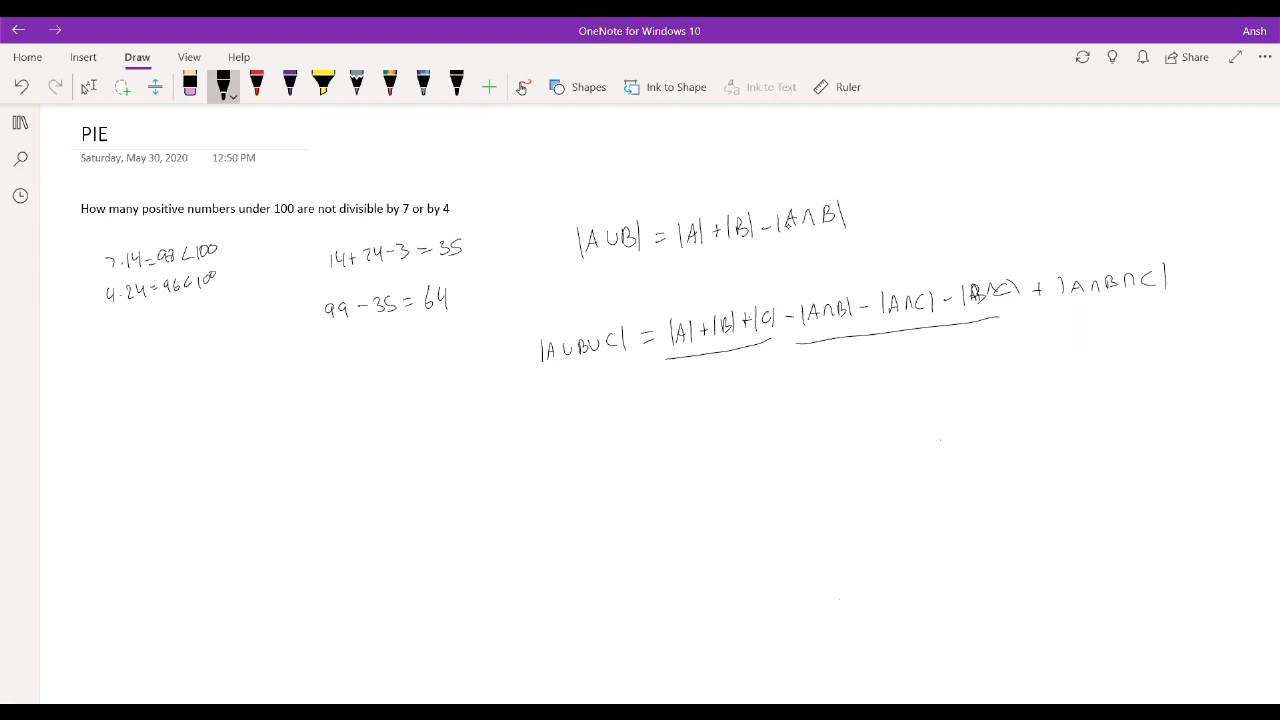 OneNote for Windows 10
Ansh
Home Insert Draw View Help
Share
Shapes Ink to Shape Ink to Text Ruler
PIE
Saturday, May 30, 2020 12:50 PM
How many positive numbers under 100 are not divisible by 7 or by 4
7·14=98<100
4·24=96<100
14+24-3=35
99-35=64
|A∪B| = |A|+|B|-|A∩B|
|A∪B∪C| = |A|+|B|+|C|-|A∩B|-|A∩C|-|B∩C|+|A∩B∩C|